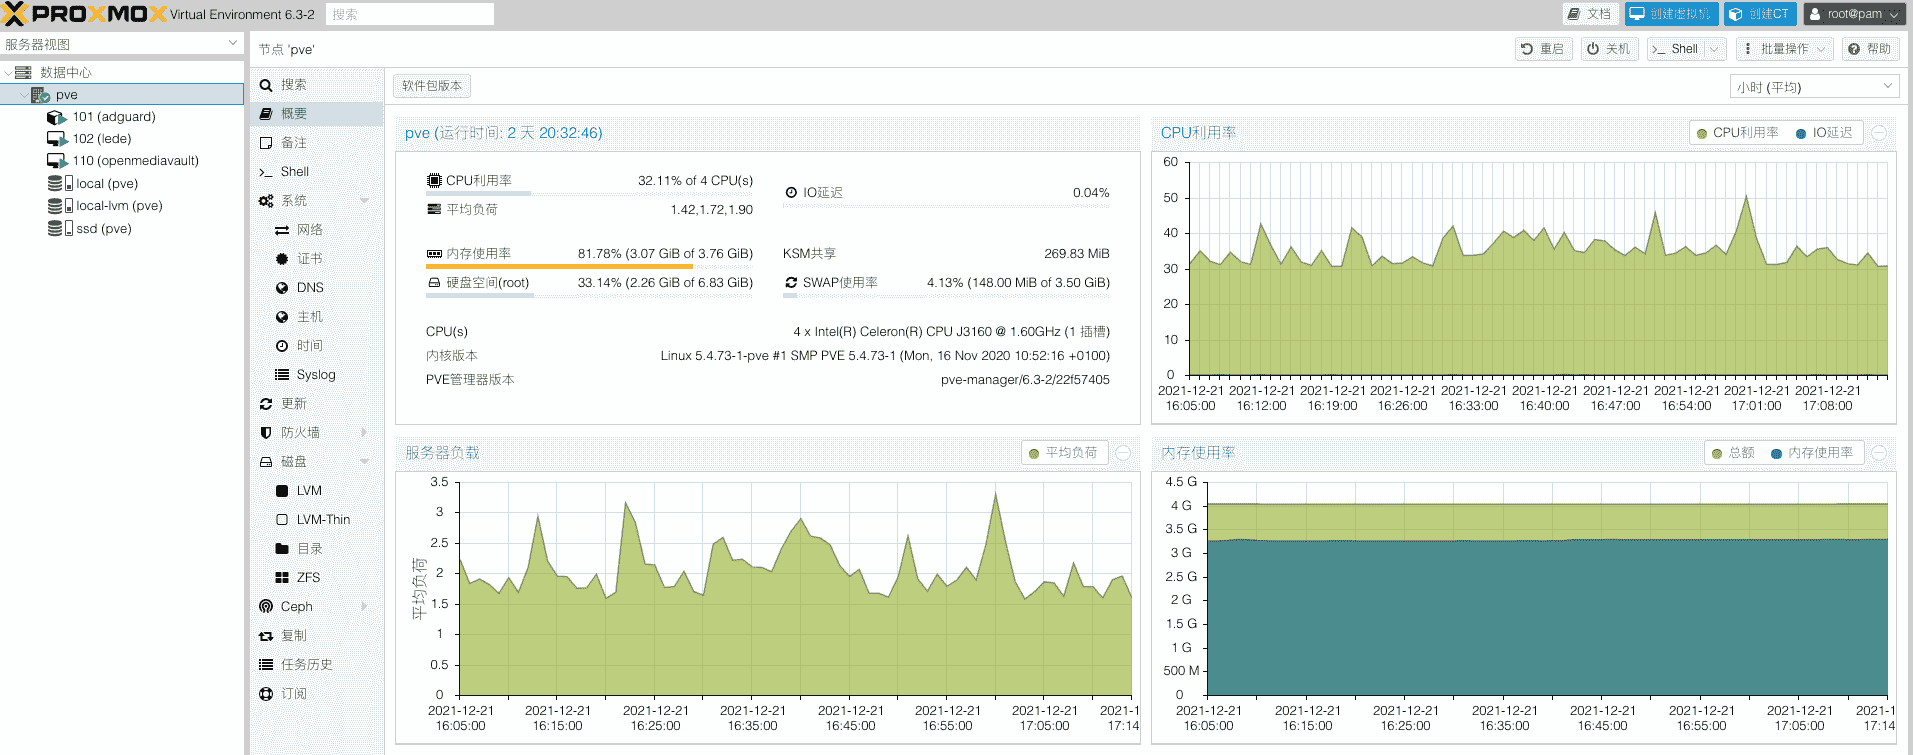 PROXMOX Virtual Environment 6.3-2 搜索 文档 创建虚拟机 创建CT root@pam
服务器视图
数据中心
pve
101 (adguard)
102 (lede)
110 (openmediavault)
local (pve)
local-lvm (pve)
ssd (pve)
节点 'pve' 重启 关机 Shell 批量操作 帮助
搜索
概要
备注
Shell
系统
网络
证书
DNS
主机
时间
Syslog
更新
防火墙
磁盘
LVM
LVM-Thin
目录
ZFS
Ceph
复制
任务历史
订阅
软件包版本 小时 (平均)
pve (运行时间: 2 天 20:32:46)
CPU利用率 32.11% of 4 CPU(s) IO延迟 0.04%
平均负荷 1.42,1.72,1.90
内存使用率 81.78% (3.07 GiB of 3.76 GiB) KSM共享 269.83 MiB
硬盘空间(root) 33.14% (2.26 GiB of 6.83 GiB) SWAP使用率 4.13% (148.00 MiB of 3.50 GiB)
CPU(s) 4 x Intel(R) Celeron(R) CPU J3160 @ 1.60GHz (1 插槽)
内核版本 Linux 5.4.73-1-pve #1 SMP PVE 5.4.73-1 (Mon, 16 Nov 2020 10:52:16 +0100)
PVE管理器版本 pve-manager/6.3-2/22f57405
CPU利用率 CPU利用率 IO延迟
60
50
40
30
20
10
0
2021-12-21 2021-12-21 2021-12-21 2021-12-21 2021-12-21 2021-12-21 2021-12-21 2021-12-21 2021-12-21 2021-12-21
16:05:00 16:12:00 16:19:00 16:26:00 16:33:00 16:40:00 16:47:00 16:54:00 17:01:00 17:08:00
服务器负载 平均负荷
平均负荷
3.5
3
2.5
2
1.5
1
0.5
0
2021-12-21 2021-12-21 2021-12-21 2021-12-21 2021-12-21 2021-12-21 2021-12-21 2021-1
16:05:00 16:15:00 16:25:00 16:35:00 16:45:00 16:55:00 17:05:00 17:14
内存使用率 总额 内存使用率
4.5 G
4 G
3.5 G
3 G
2.5 G
2 G
1.5 G
1 G
500 M
0
2021-12-21 2021-12-21 2021-12-21 2021-12-21 2021-12-21 2021-12-21 2021-12-21 2021-1
16:05:00 16:15:00 16:25:00 16:35:00 16:45:00 16:55:00 17:05:00 17:14